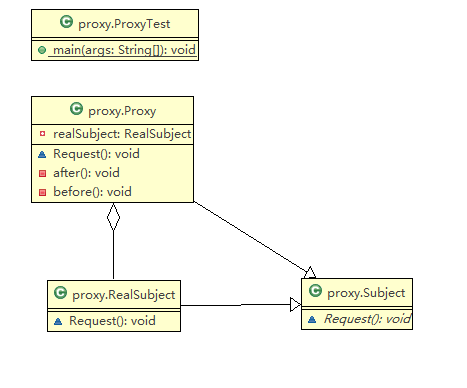 C proxy.ProxyTest
main(args: String[]): void
C proxy.Proxy
realSubject: RealSubject
Request(): void
after(): void
before(): void
C proxy.RealSubject
Request(): void
C proxy.Subject
Request(): void